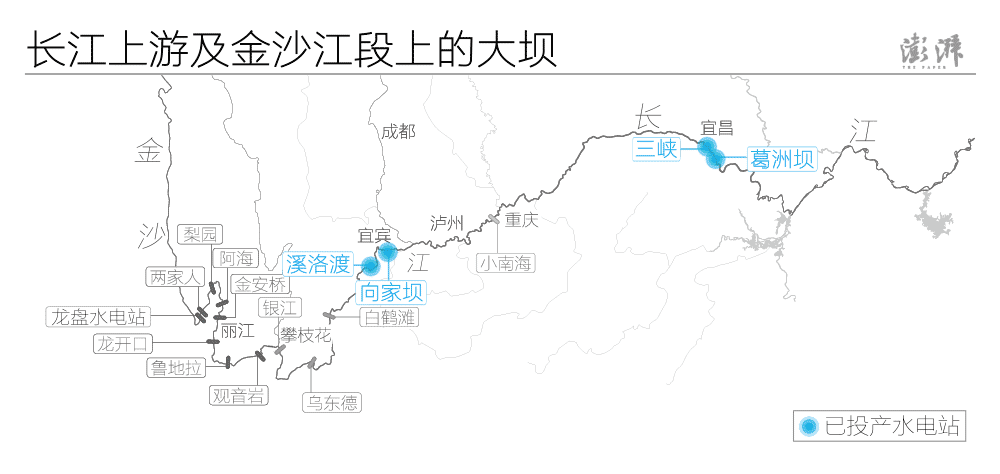 长江上游及金沙江段上的大坝
澎湃
THE PAPER
成都
长
宜昌
江
三峡
葛洲坝
金
沙
梨园
阿海
两家人
金安桥
龙盘水电站
银江
丽江
龙开口
攀枝花
鲁地拉
观音岩
乌东德
白鹤滩
宜宾
泸州
重庆
溪洛渡
江
小南海
向家坝
已投产水电站